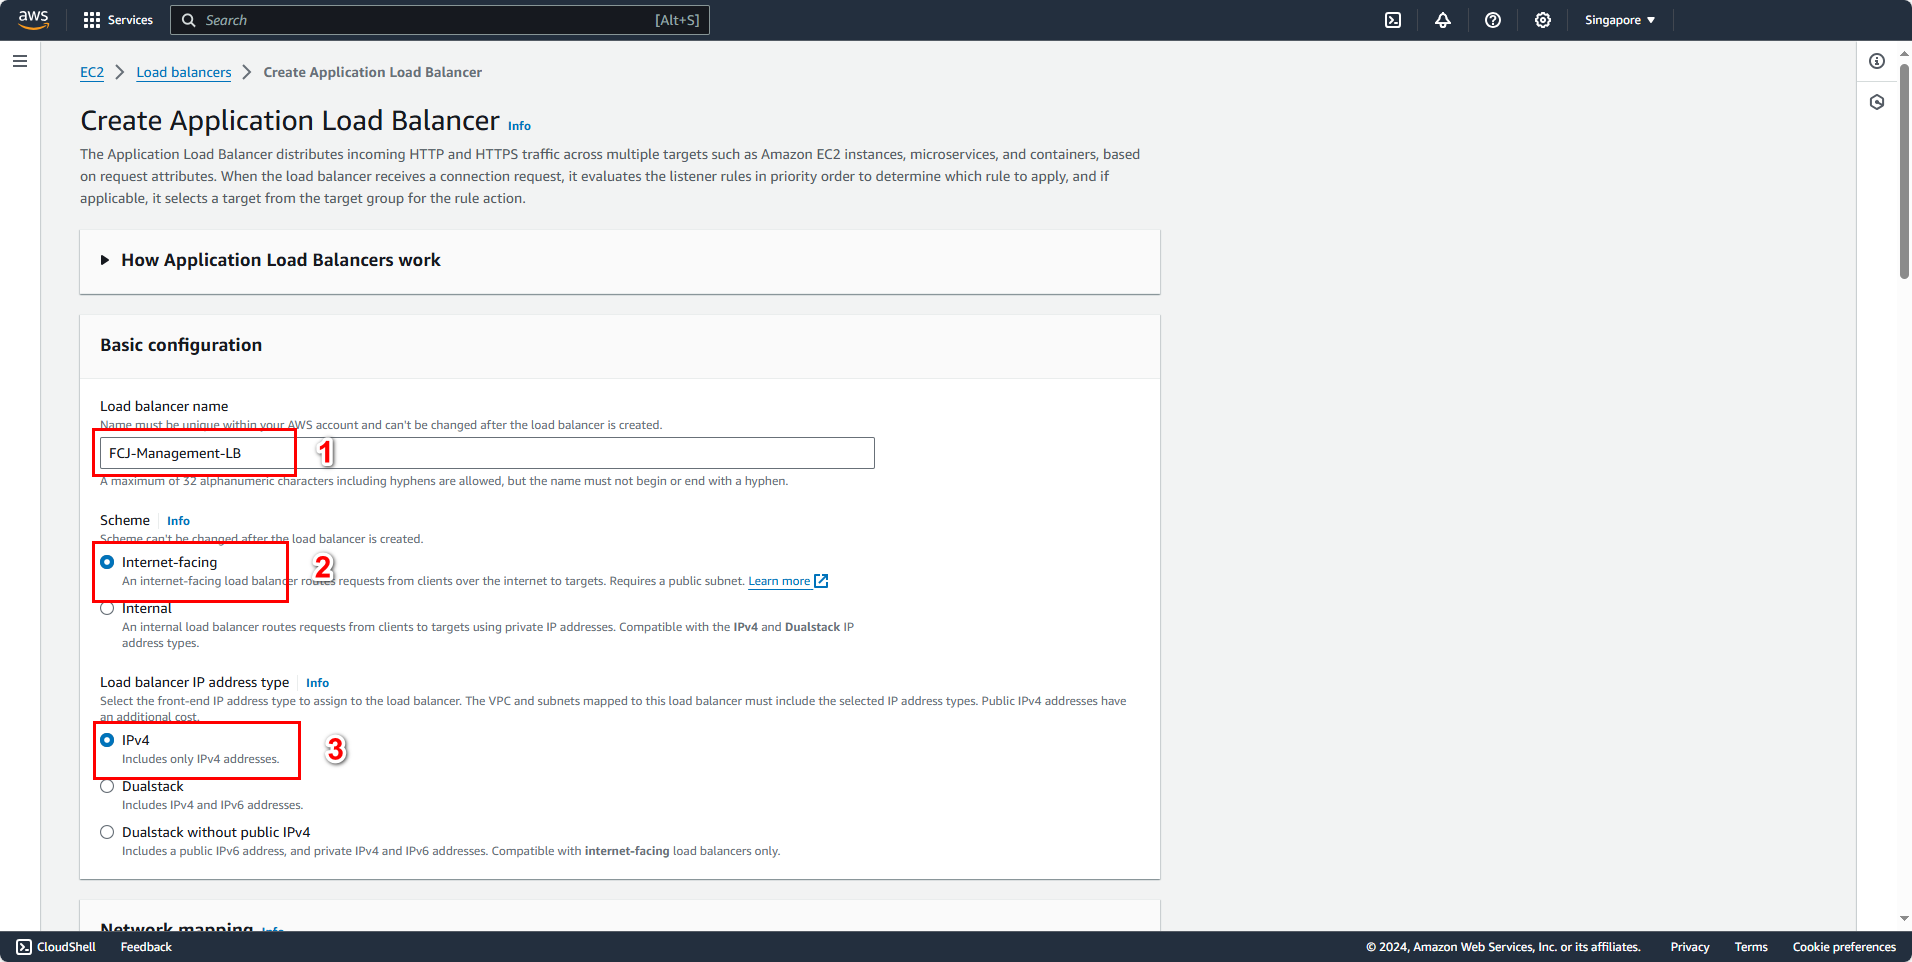 aws
Services
Search
[Alt+S]
Singapore
EC2
Load balancers
Create Application Load Balancer
Create Application Load Balancer Info
The Application Load Balancer distributes incoming HTTP and HTTPS traffic across multiple targets such as Amazon EC2 instances, microservices, and containers, based
on request attributes. When the load balancer receives a connection request, it evaluates the listener rules in priority order to determine which rule to apply, and if
applicable, it selects a target from the target group for the rule action.
How Application Load Balancers work
Basic configuration
Load balancer name
Name must be unique within your AWS account and can't be changed after the load balancer is created.
FCJ-Management-LB
1
A maximum of 32 alphanumeric characters including hyphens are allowed, but the name must not begin or end with a hyphen.
Scheme Info
Scheme can't be changed after the load balancer is created.
Internet-facing
2
An internet-facing load balancer routes requests from clients over the internet to targets. Requires a public subnet. Learn more
Internal
An internal load balancer routes requests from clients to targets using private IP addresses. Compatible with the IPv4 and Dualstack IP
address types.
Load balancer IP address type Info
Select the front-end IP address type to assign to the load balancer. The VPC and subnets mapped to this load balancer must include the selected IP address types. Public IPv4 addresses have
an additional cost.
IPv4
3
Includes only IPv4 addresses.
Dualstack
Includes IPv4 and IPv6 addresses.
Dualstack without public IPv4
Includes a public IPv6 address, and private IPv4 and IPv6 addresses. Compatible with internet-facing load balancers only.
Network mapping Info
CloudShell
Feedback
© 2024, Amazon Web Services, Inc. or its affiliates.
Privacy
Terms
Cookie preferences